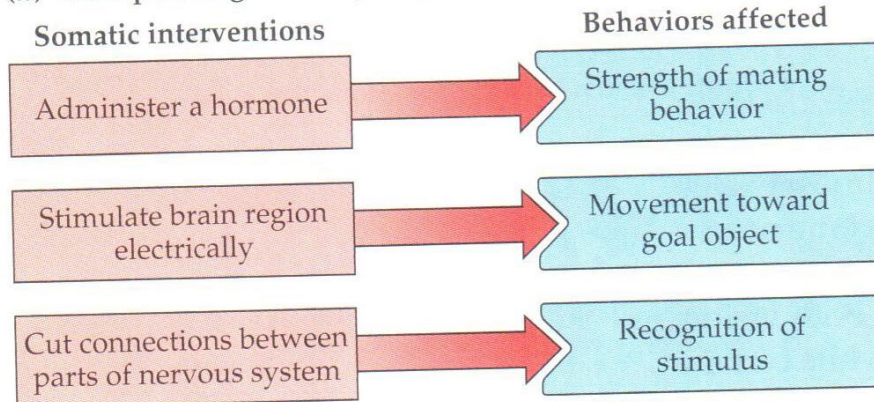 Somatic interventions
Behaviors affected
Administer a hormone
Strength of mating
behavior
Stimulate brain region
electrically
Movement toward
goal object
Cut connections between
parts of nervous system
Recognition of
stimulus